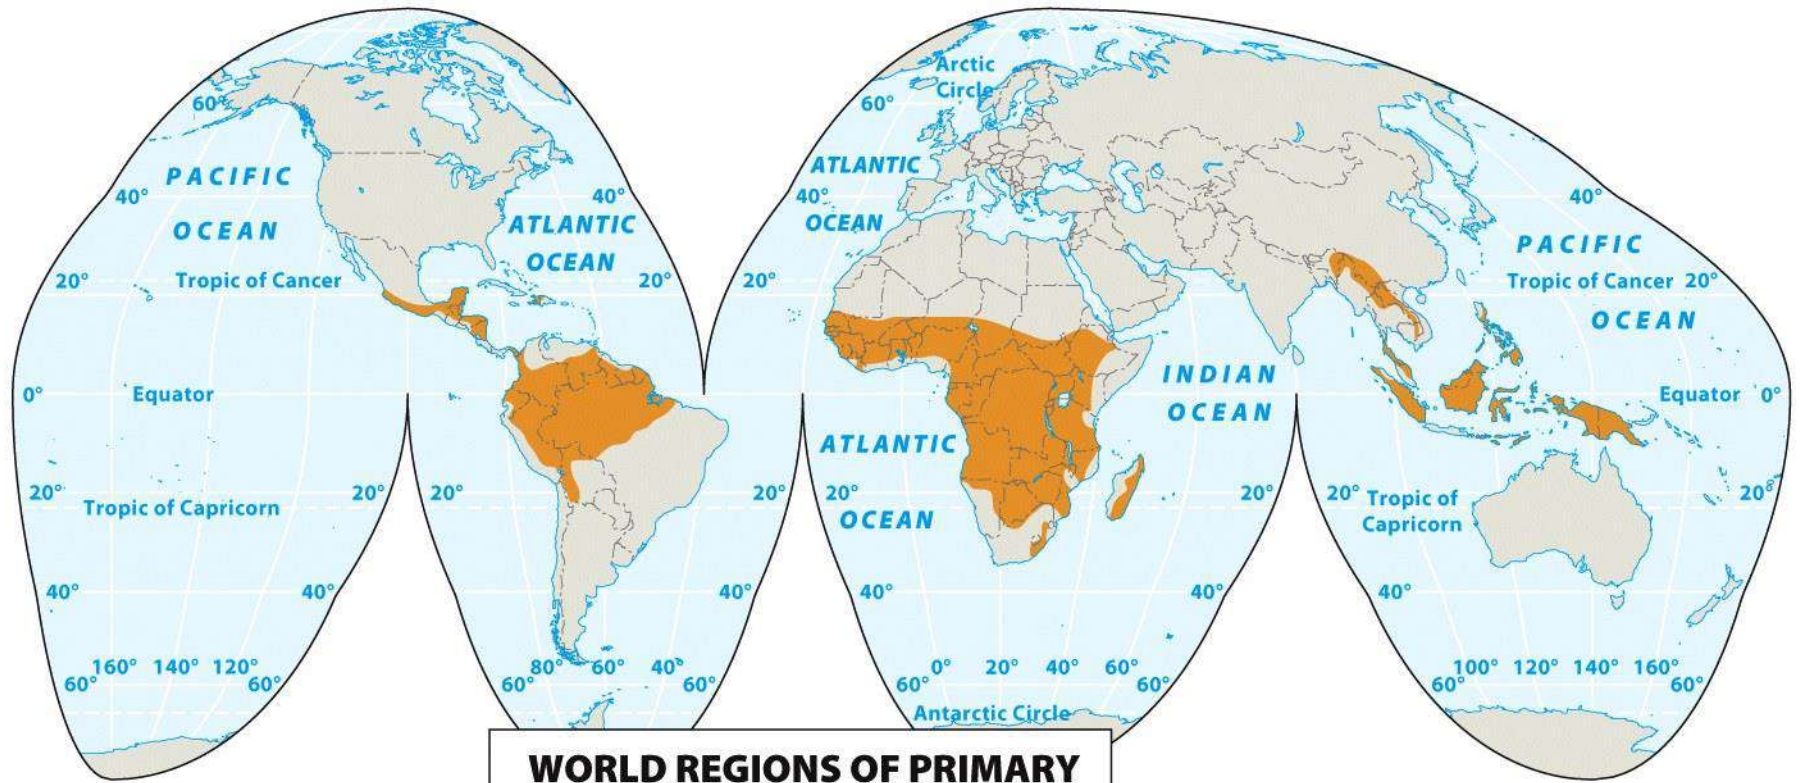 Arctic
Circle
60°
60°
PACIFIC
OCEAN
ATLANTIC
OCEAN
ATLANTIC
OCEAN
PACIFIC
OCEAN
40°
40°
40°
40°
20°
Tropic of Cancer
20°
20°
Tropic of Cancer 20°
INDIAN
OCEAN
0°
Equator
Equator
0°
ATLANTIC
OCEAN
20°
Tropic of Capricorn
20°
20°
20°
20°
20°
20°
Tropic of
Capricorn
20°
40°
40°
40°
40°
40°
40°
160° 140° 120°
80° 60° 40°
0° 20° 40° 60°
100° 120° 140° 160°
60°
60°
60°
60°
60°
60°
60°
60°
Antarctic Circle
WORLD REGIONS OF PRIMARY